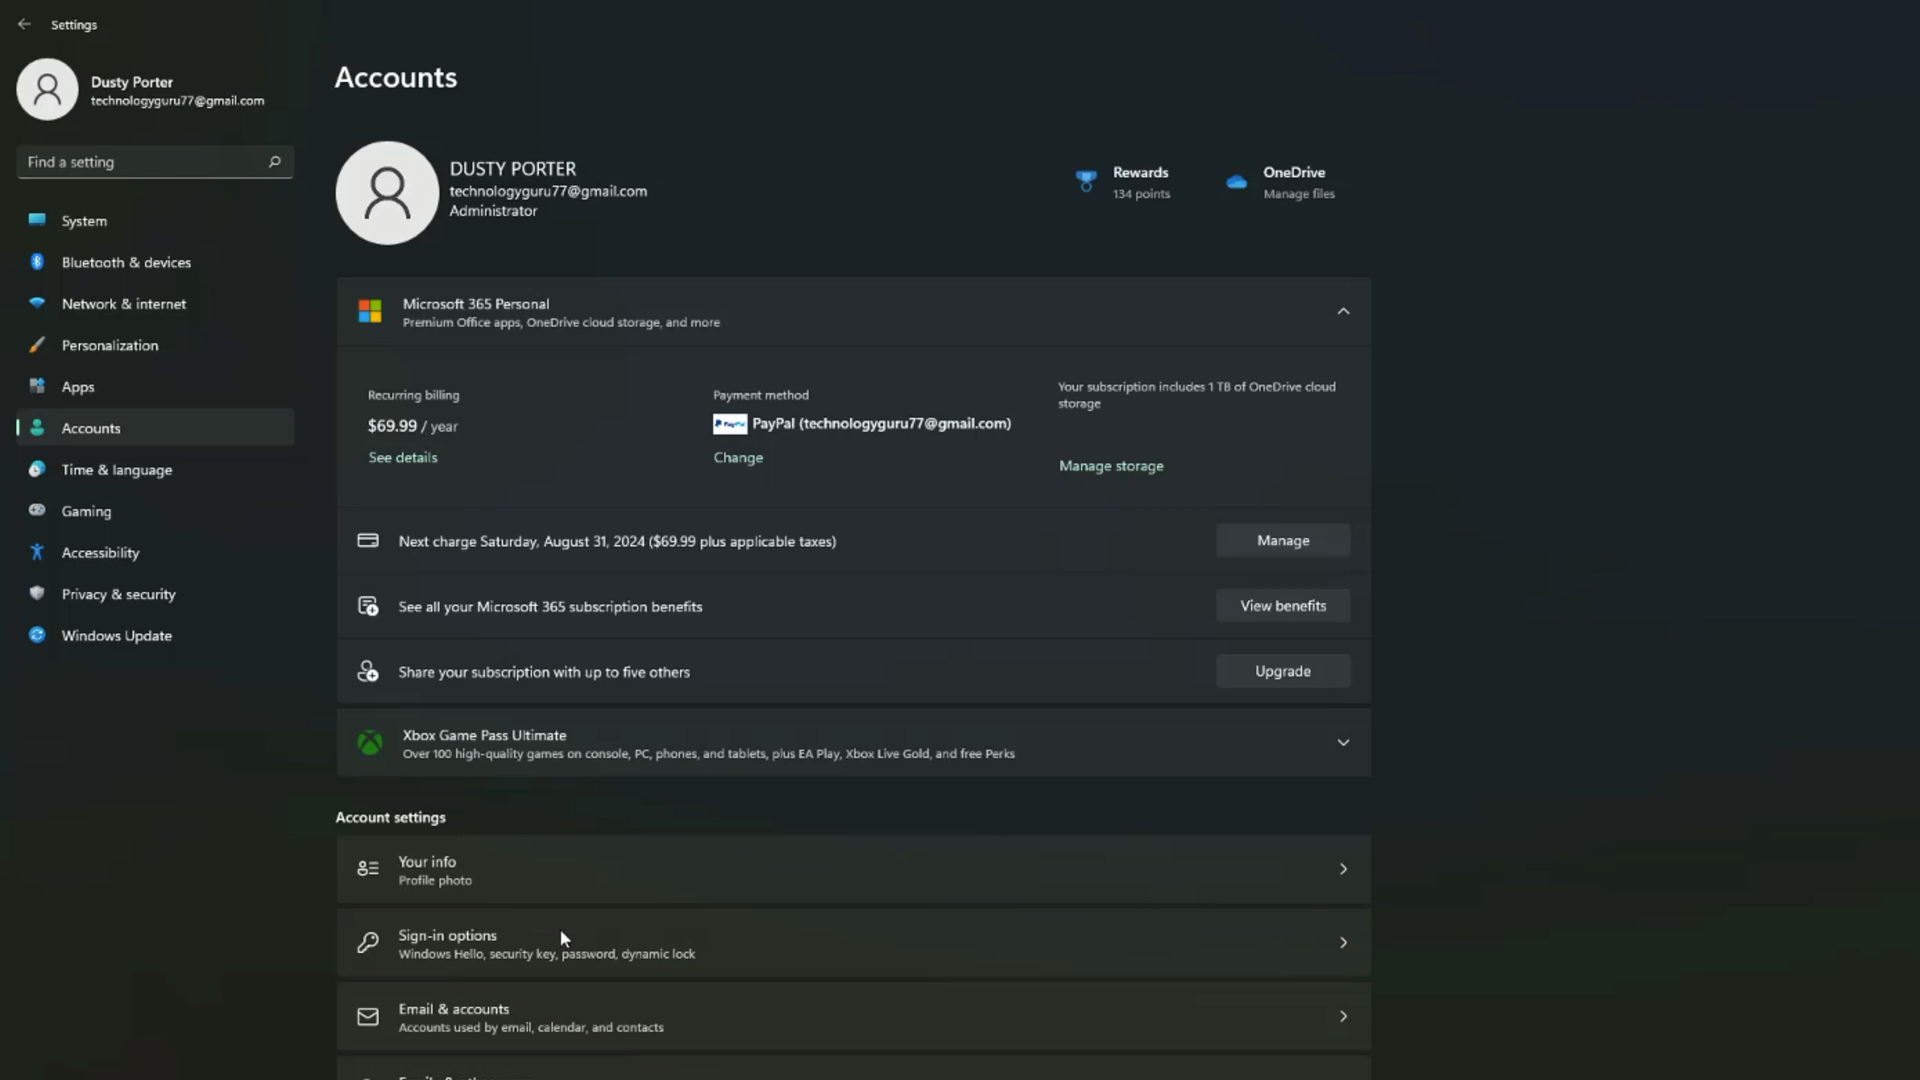 Settings
Dusty Porter
technologyguru77@gmail.com
Find a setting
System
Bluetooth & devices
Network & internet
Personalization
Apps
Accounts
Time & language
Gaming
Accessibility
Privacy & security
Windows Update
Accounts
DUSTY PORTER
technologyguru77@gmail.com
Administrator
Rewards
134 points
OneDrive
Manage files
Microsoft 365 Personal
Premium Office apps, OneDrive cloud storage, and more
Recurring billing
$69.99 / year
See details
Payment method
PayPal PayPal (technologyguru77@gmail.com)
Change
Your subscription includes 1 TB of OneDrive cloud
storage
Manage storage
Next charge Saturday, August 31, 2024 ($69.99 plus applicable taxes)
Manage
See all your Microsoft 365 subscription benefits
View benefits
Share your subscription with up to five others
Upgrade
Xbox Game Pass Ultimate
Over 100 high-quality games on console, PC, phones, and tablets, plus EA Play, Xbox Live Gold, and free Perks
Account settings
Your info
Profile photo
Sign-in options
Windows Hello, security key, password, dynamic lock
Email & accounts
Accounts used by email, calendar, and contacts